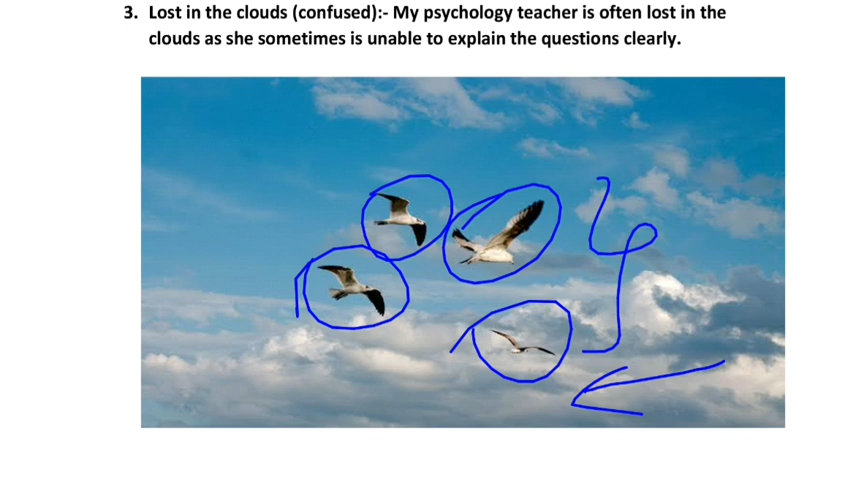 3. Lost in the clouds (confused):- My psychology teacher is often lost in the
clouds as she sometimes is unable to explain the questions clearly.